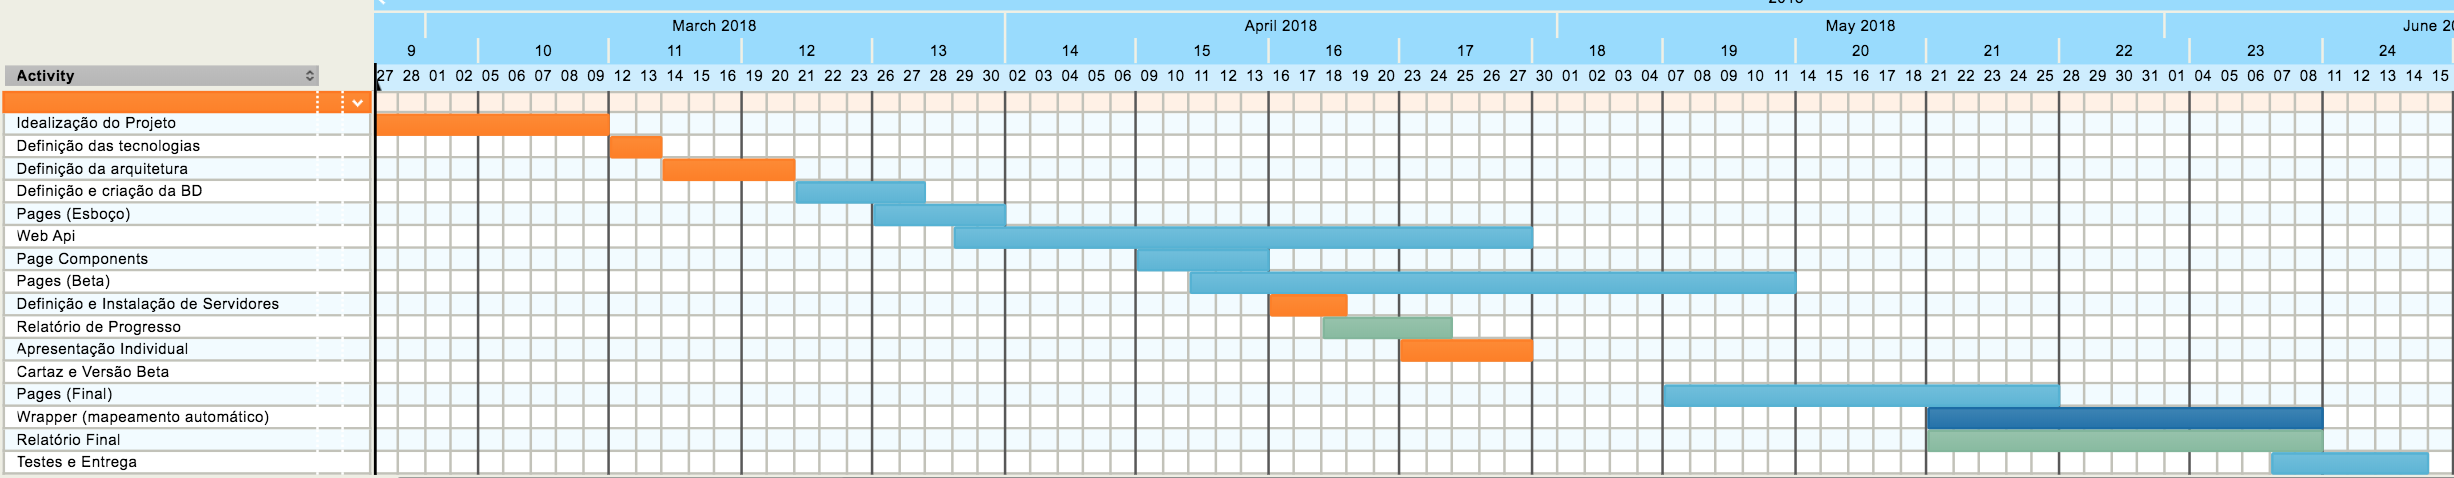 March 2018 April 2018 May 2018
9 10 11 12 13 14 15 16 17 18 19 20 21 22 23 24
Activity 27 28 01 02 05 06 07 08 09 12 13 14 15 16 19 20 21 22 23 26 27 28 29 30 02 03 04 05 06 09 10 11 12 13 16 17 18 19 20 23 24 25 26 27 30 01 02 03 04 07 08 09 10 11 14 15 16 17 18 21 22 23 24 25 28 29 30 31 01 04 05 06 07 08 11 12 13 14 15
Idealização do Projeto
Definição das tecnologias
Definição da arquitetura
Definição e criação da BD
Pages (Esboço)
Web Api
Page Components
Pages (Beta)
Definição e Instalação de Servidores
Relatório de Progresso
Apresentação Individual
Cartaz e Versão Beta
Pages (Final)
Wrapper (mapeamento automático)
Relatório Final
Testes e Entrega